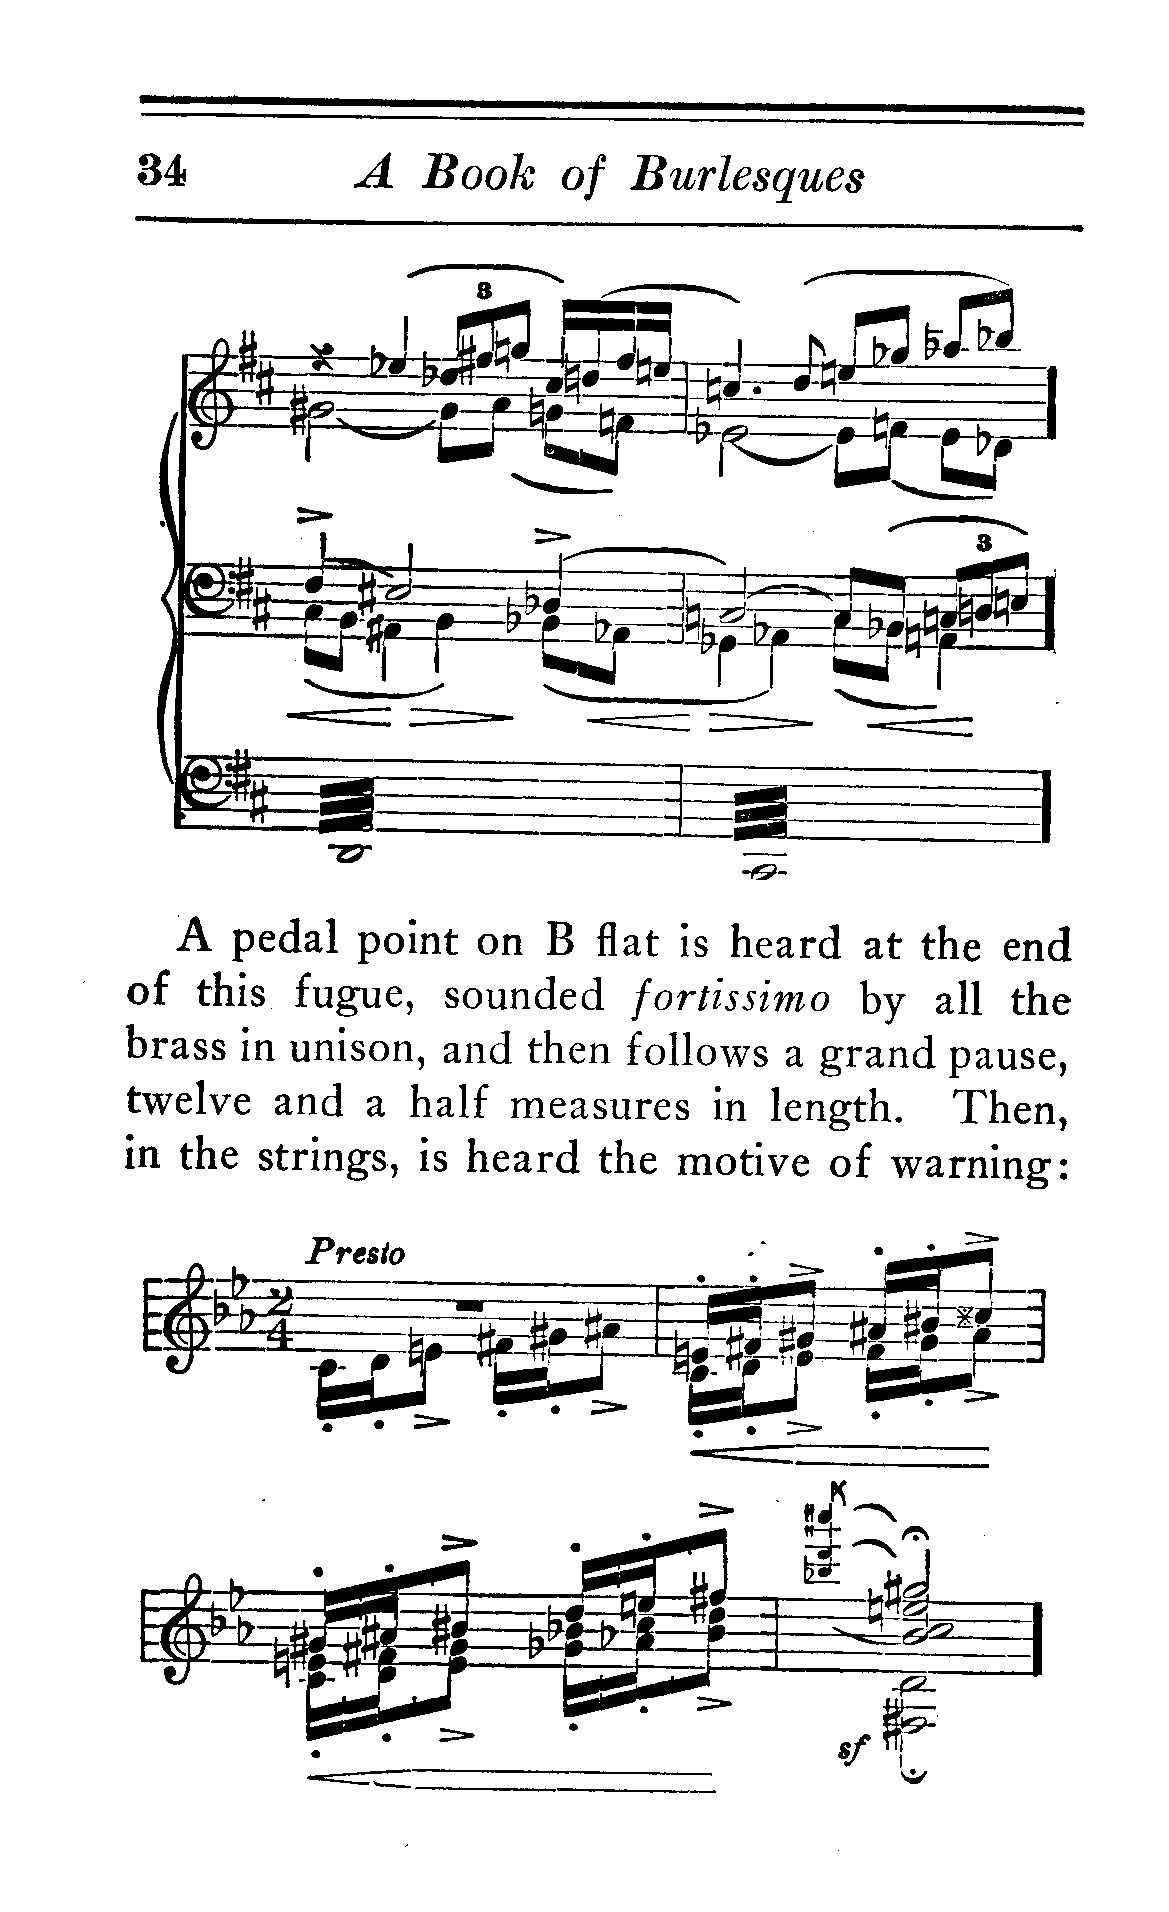 34 A Book of Burlesques
3
3
A pedal point on B flat is heard at the end
of this fugue, sounded fortissimo by all the
brass in unison, and then follows a grand pause,
twelve and a half measures in length. Then,
in the strings, is heard the motive of warning:
Presto
2
4
sf